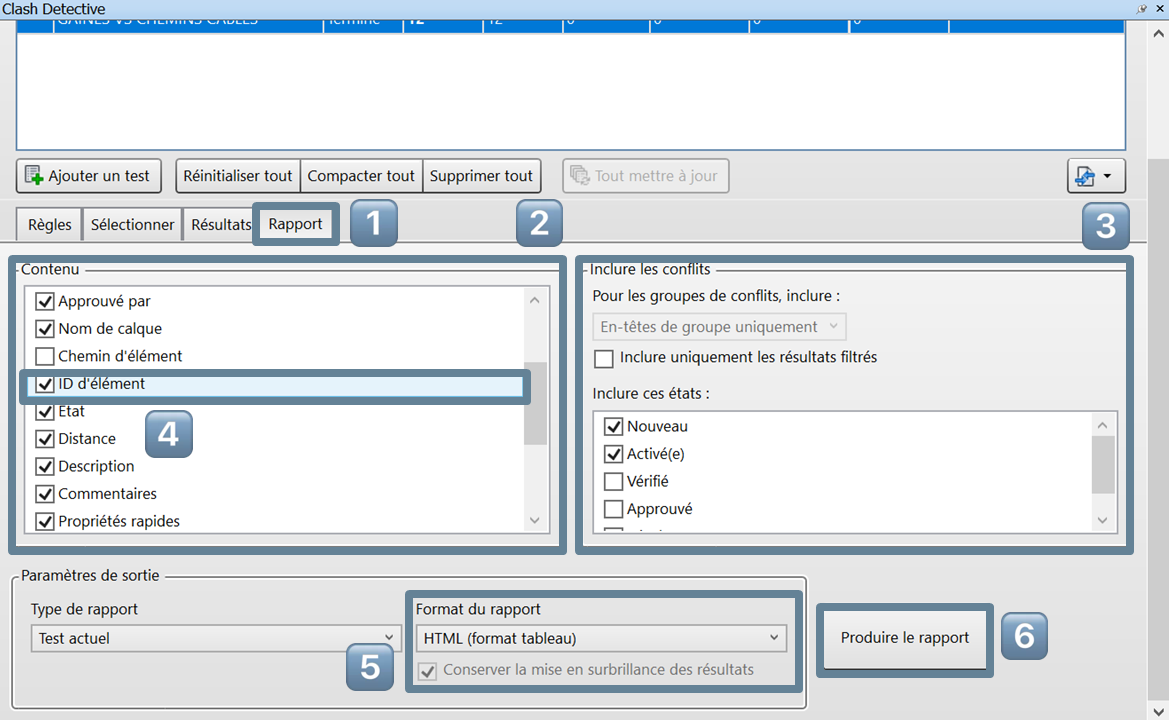 Clash Detective
GAINES VS CHEMINS CABLES Terminé 12 12 0 0 0 0
Ajouter un test Réinitialiser tout Compacter tout Supprimer tout Tout mettre à jour
Règles Sélectionner Résultats Rapport 1 2 3
Contenu
Approuvé par
Nom de calque
Chemin d'élément
ID d'élément
Etat
4
Distance
Description
Commentaires
Propriétés rapides
Inclure les conflits
Pour les groupes de conflits, inclure :
En-têtes de groupe uniquement
Inclure uniquement les résultats filtrés
Inclure ces états :
Nouveau
Activé(e)
Vérifié
Approuvé
Paramètres de sortie
Type de rapport
Test actuel
5
Format du rapport
HTML (format tableau)
Conserver la mise en surbrillance des résultats
Produire le rapport
6